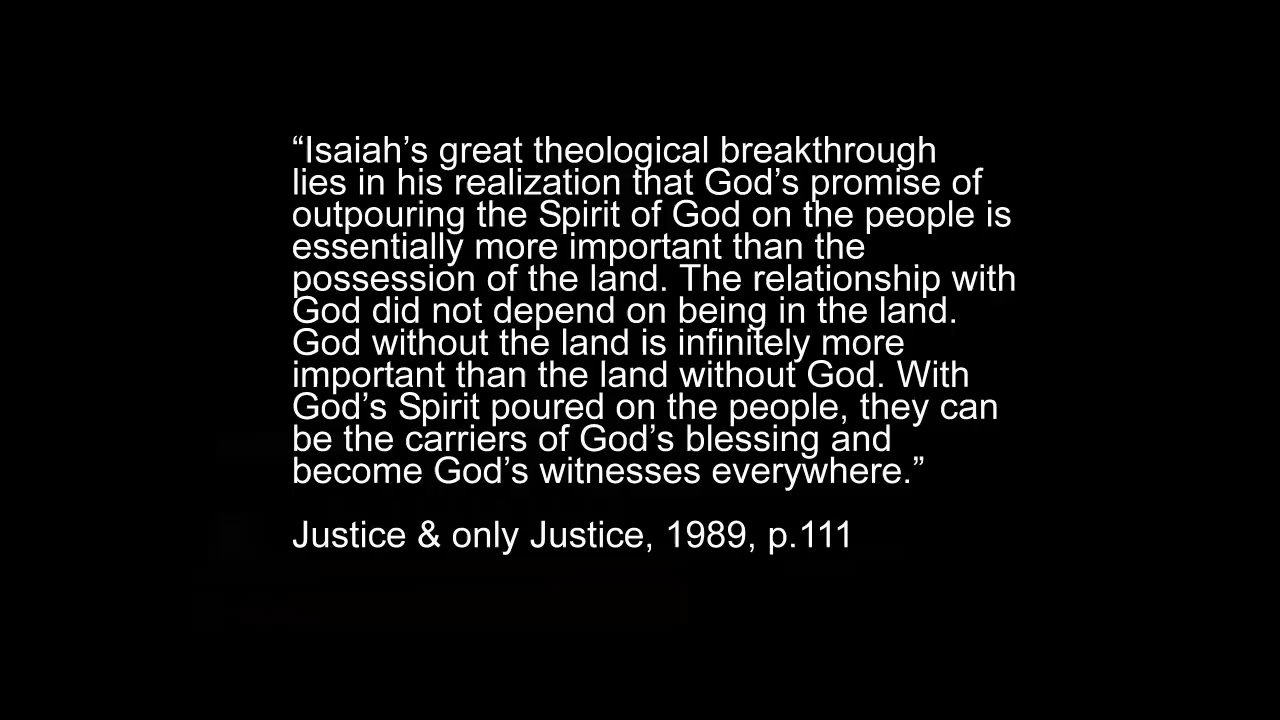 “Isaiah’s great theological breakthrough
lies in his realization that God’s promise of
outpouring the Spirit of God on the people is
essentially more important than the
possession of the land. The relationship with
God did not depend on being in the land.
God without the land is infinitely more
important than the land without God. With
God’s Spirit poured on the people, they can
be the carriers of God’s blessing and
become God’s witnesses everywhere.”
Justice & only Justice, 1989, p.111